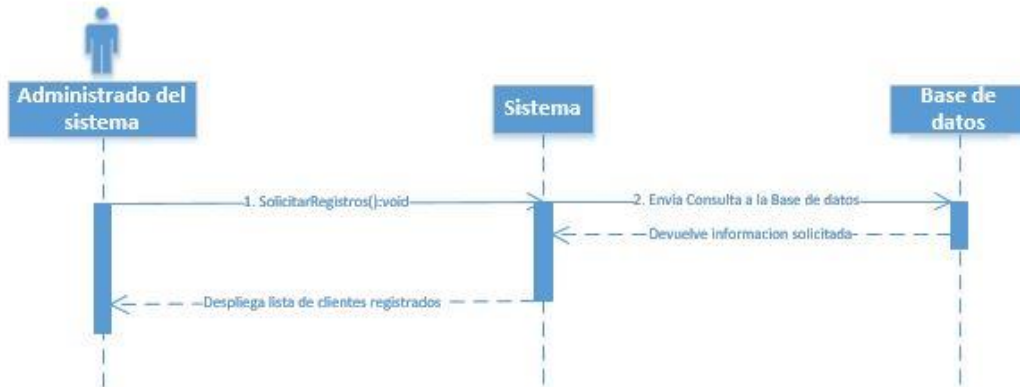 Administrado del
sistema
Sistema
Base de
datos
1. SolicitarRegistros():void
2. Envia Consulta a la Base de datos
Devuelve informacion solicitada
Despliega lista de clientes registrados